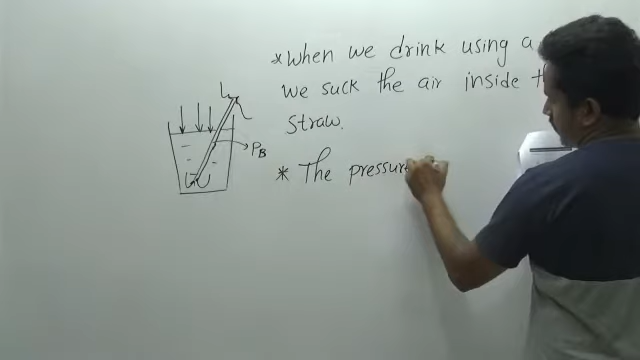 *When we drink using a
we suck the air inside
straw.
* The pressur
PB